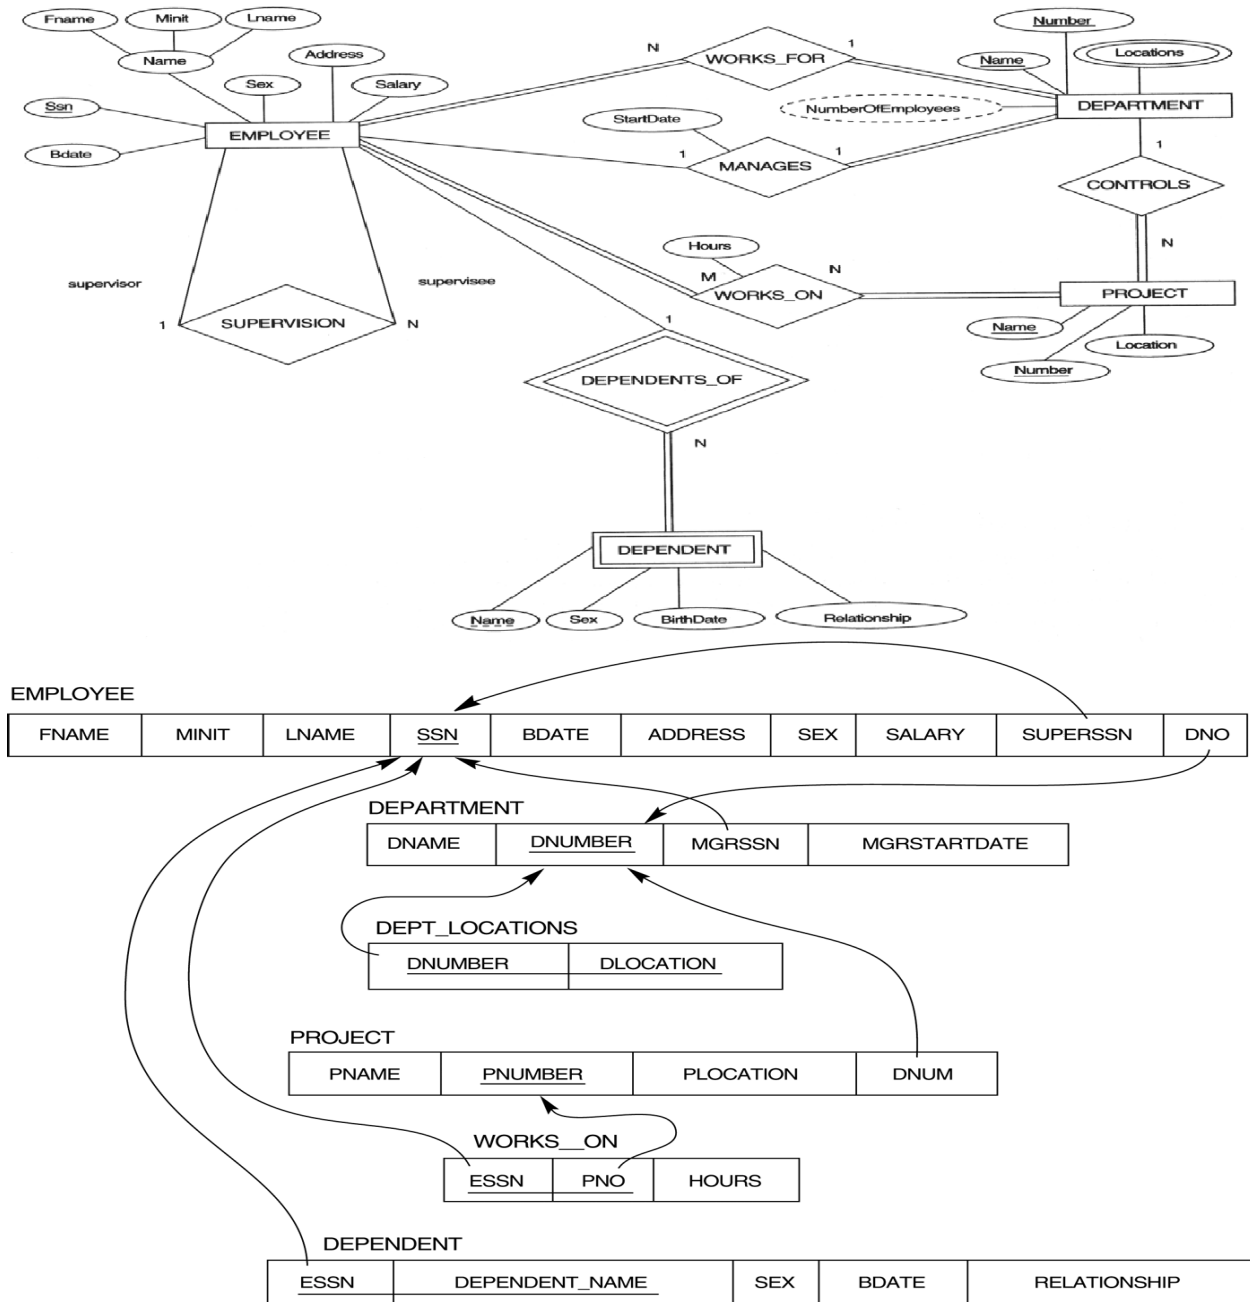 Fname Minit Lname
Name
Ssn
Bdate
Sex
Address
Salary
EMPLOYEE
N WORKS_FOR 1
Number
Name
Locations
NumberOfEmployees
DEPARTMENT
StartDate
1 MANAGES 1
1
CONTROLS
N
Hours
M WORKS_ON N
PROJECT
Name
Number
Location
supervisor
supervisee
1 SUPERVISION N
1
DEPENDENTS_OF
N
DEPENDENT
Name Sex BirthDate Relationship
EMPLOYEE
FNAME MINIT LNAME SSN BDATE ADDRESS SEX SALARY SUPERSSN DNO
DEPARTMENT
DNAME DNUMBER MGRSSN MGRSTARTDATE
DEPT_LOCATIONS
DNUMBER DLOCATION
PROJECT
PNAME PNUMBER PLOCATION DNUM
WORKS__ON
ESSN PNO HOURS
DEPENDENT
ESSN DEPENDENT_NAME SEX BDATE RELATIONSHIP